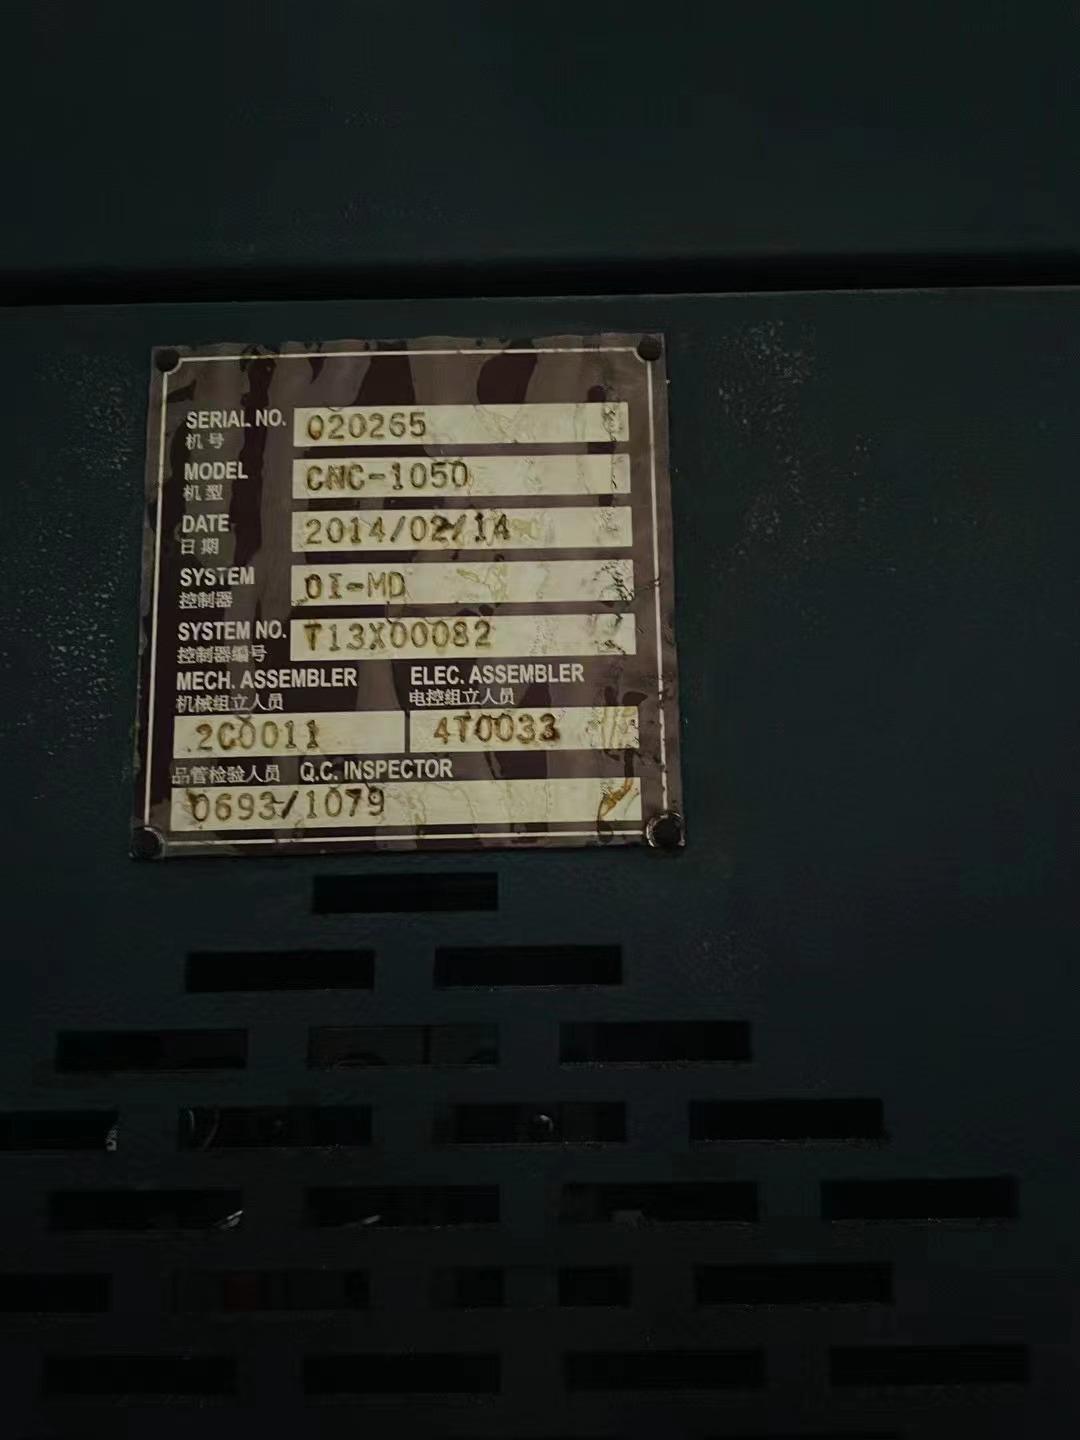 SERIAL NO. 020265
机号
MODEL CNC-1050
机型
DATE 2014/02/14
日期
SYSTEM 0I-MD
控制器
SYSTEM NO. T13X00082
控制器编号
MECH. ASSEMBLER ELEC. ASSEMBLER
机械组立人员 电控组立人员
2C0011 4T0033
品管检验人员 Q.C. INSPECTOR
0693/1079